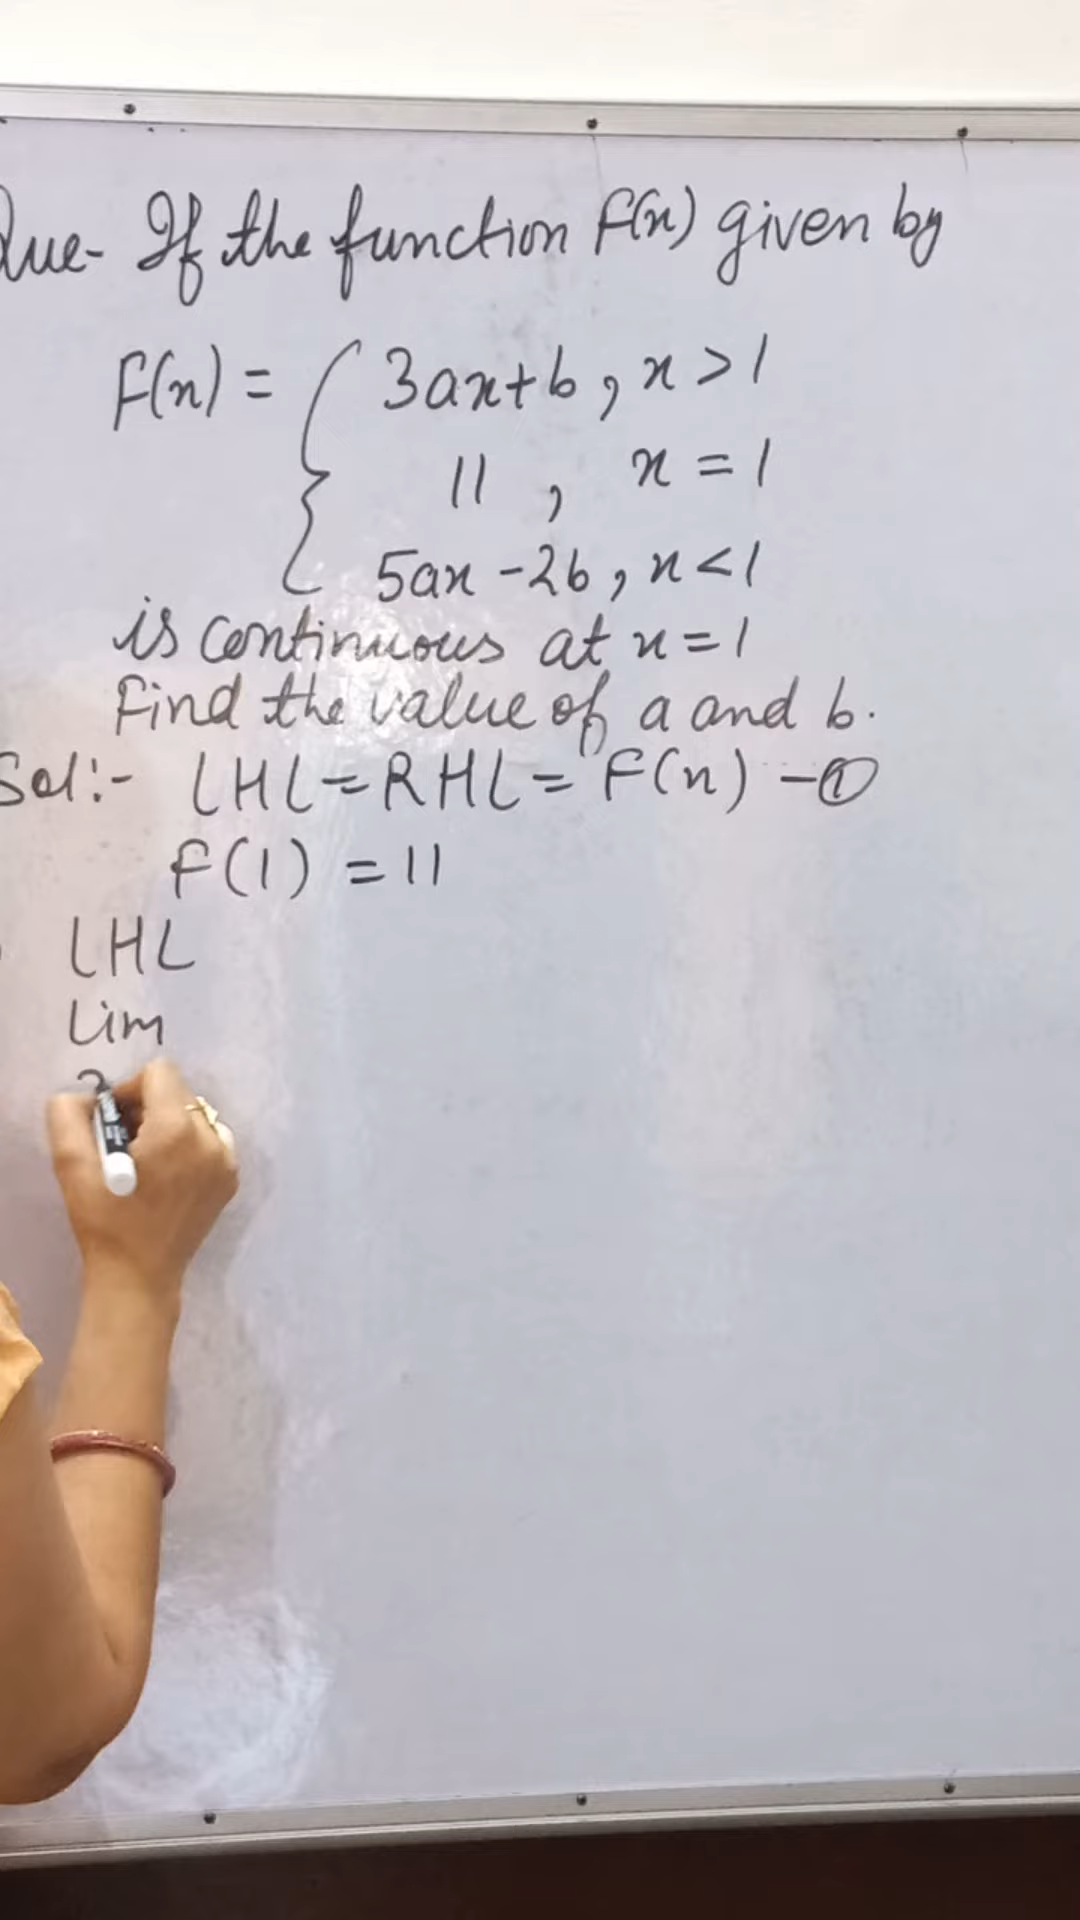 Que- If the function F(x) given by
F(x) = { 3ax+b, x>1
11, x=1
5ax-2b, x<1
is continuous at x=1
Find the value of a and b.
Sol:- LHL=RHL= F(x) -①
F(1) =11
LHL
Lim